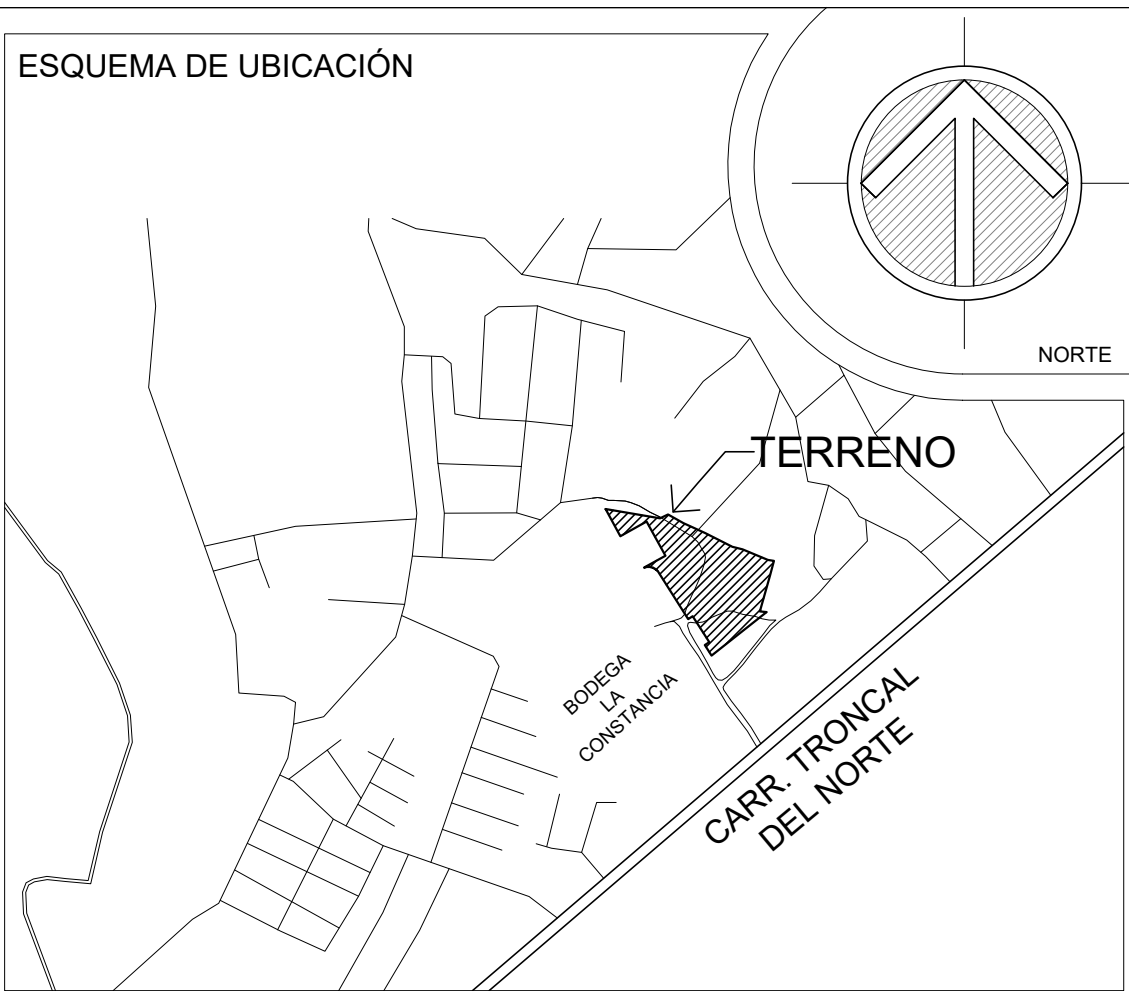 ESQUEMA DE UBICACIÓN
NORTE
TERRENO
BODEGA
LA
CONSTANCIA
CARR. TRONCAL
DEL NORTE